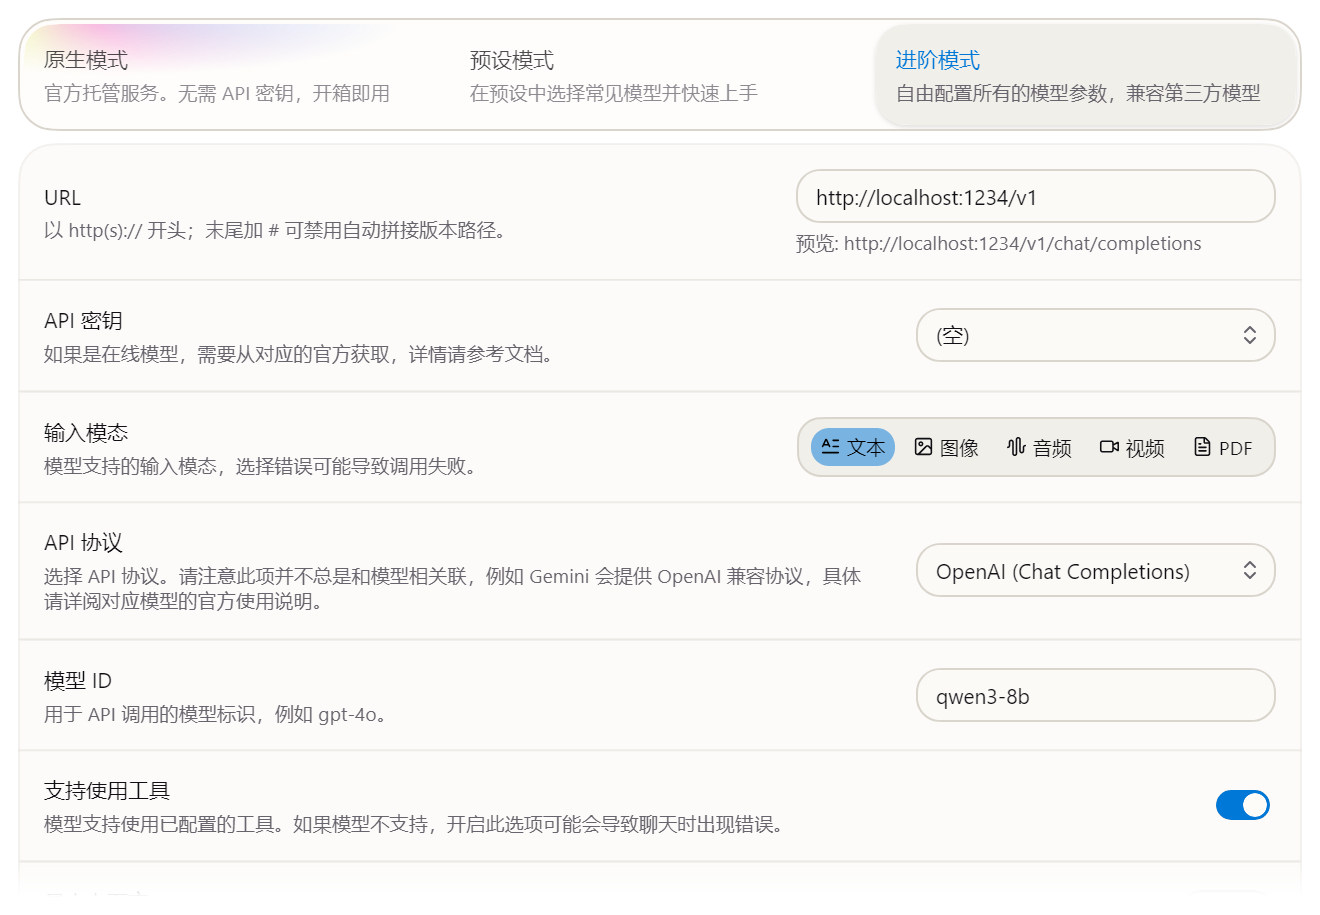 原生模式
官方托管服务。无需 API 密钥，开箱即用
预设模式
在预设中选择常见模型并快速上手
进阶模式
自由配置所有的模型参数，兼容第三方模型
URL
以 http(s):// 开头；末尾加 # 可禁用自动拼接版本路径。
http://localhost:1234/v1
预览: http://localhost:1234/v1/chat/completions
API 密钥
如果是在线模型，需要从对应的官方获取，详情请参考文档。
(空)
输入模态
模型支持的输入模态，选择错误可能导致调用失败。
文本 图像 音频 视频 PDF
API 协议
选择 API 协议。请注意此项并不总是和模型相关联，例如 Gemini 会提供 OpenAI 兼容协议，具体
请详阅对应模型的官方使用说明。
OpenAI (Chat Completions)
模型 ID
用于 API 调用的模型标识，例如 gpt-4o。
qwen3-8b
支持使用工具
模型支持使用已配置的工具。如果模型不支持，开启此选项可能会导致聊天时出现错误。